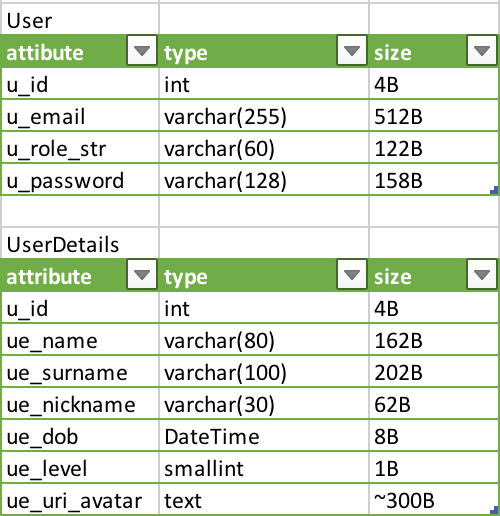 User
attibute type size
u_id int 4B
u_email varchar(255) 512B
u_role_str varchar(60) 122B
u_password varchar(128) 158B
UserDetails
attribute type size
u_id int 4B
ue_name varchar(80) 162B
ue_surname varchar(100) 202B
ue_nickname varchar(30) 62B
ue_dob DateTime 8B
ue_level smallint 1B
ue_uri_avatar text ~300B